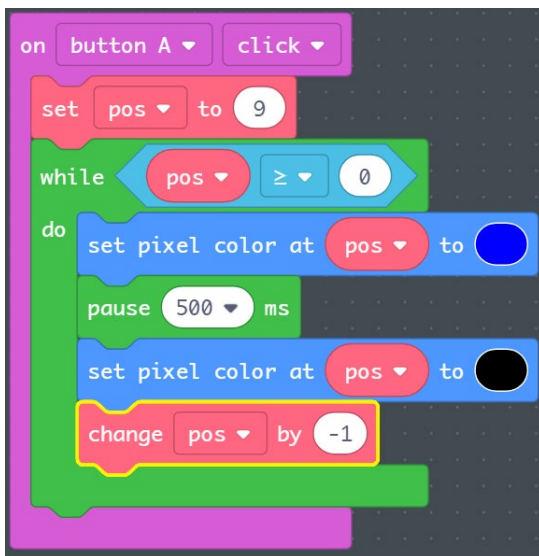 on button A click
set pos to 9
while pos ≥ 0
do
set pixel color at pos to
pause 500 ms
set pixel color at pos to
change pos by -1